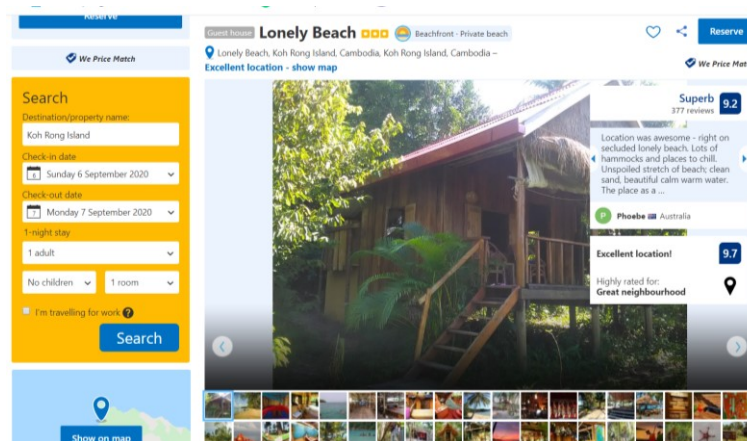 Reserve
We Price Match
Search
Destination/property name:
Koh Rong Island
Check-in date
6
Sunday 6 September 2020
Check-out date
7
Monday 7 September 2020
1-night stay
1 adult
No children
1 room
I'm travelling for work ?
Search
Show on map
Guest house Lonely Beach Beachfront · Private beach
Reserve
Lonely Beach, Koh Rong Island, Cambodia, Koh Rong Island, Cambodia –
Excellent location - show map
We Price Mat
Superb 9.2
377 reviews
Location was awesome - right on
secluded lonely beach. Lots of
hammocks and places to chill.
Unspoiled stretch of beach; clean
sand, beautiful calm warm water.
The place as a ...
P Phoebe Australia
Excellent location! 9.7
Highly rated for:
Great neighbourhood